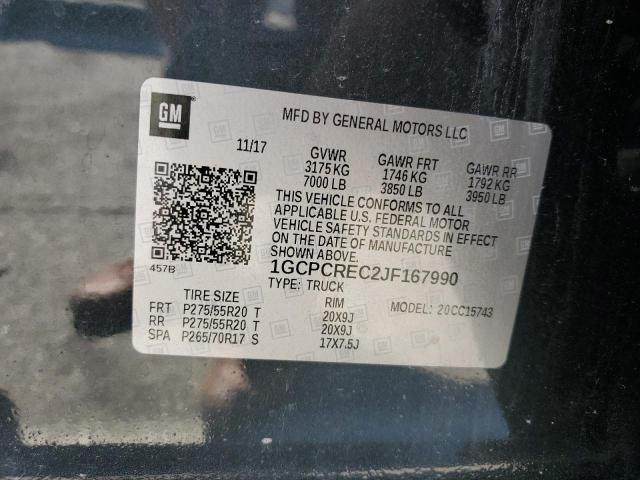 GM
MFD BY GENERAL MOTORS LLC
11/17 GVWR GAWR FRT GAWR RR
3175 KG 1746 KG 1792 KG
7000 LB 3850 LB 3950 LB
THIS VEHICLE CONFORMS TO ALL
APPLICABLE U.S. FEDERAL MOTOR
VEHICLE SAFETY STANDARDS IN EFFECT
ON THE DATE OF MANUFACTURE
SHOWN ABOVE.
457B 1GCPCREC2JF167990
TYPE: TRUCK
TIRE SIZE RIM MODEL: 20CC15743
FRT P275/55R20 T 20X9J
RR P275/55R20 T 20X9J
SPA P265/70R17 S 17X7.5J